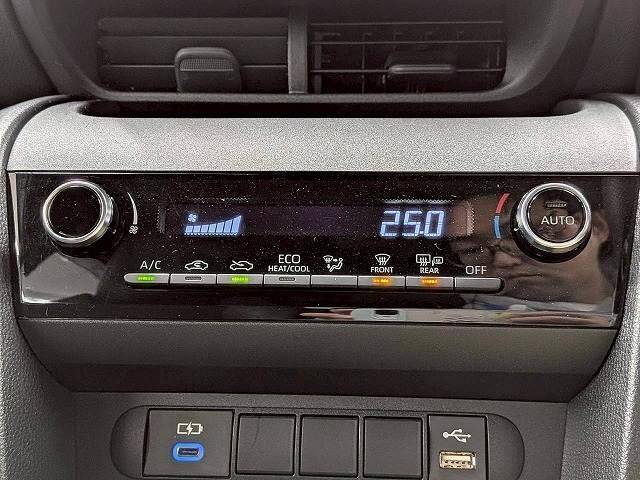 25.0
AUTO
A/C
ECO
HEAT/COOL
FRONT
REAR
OFF